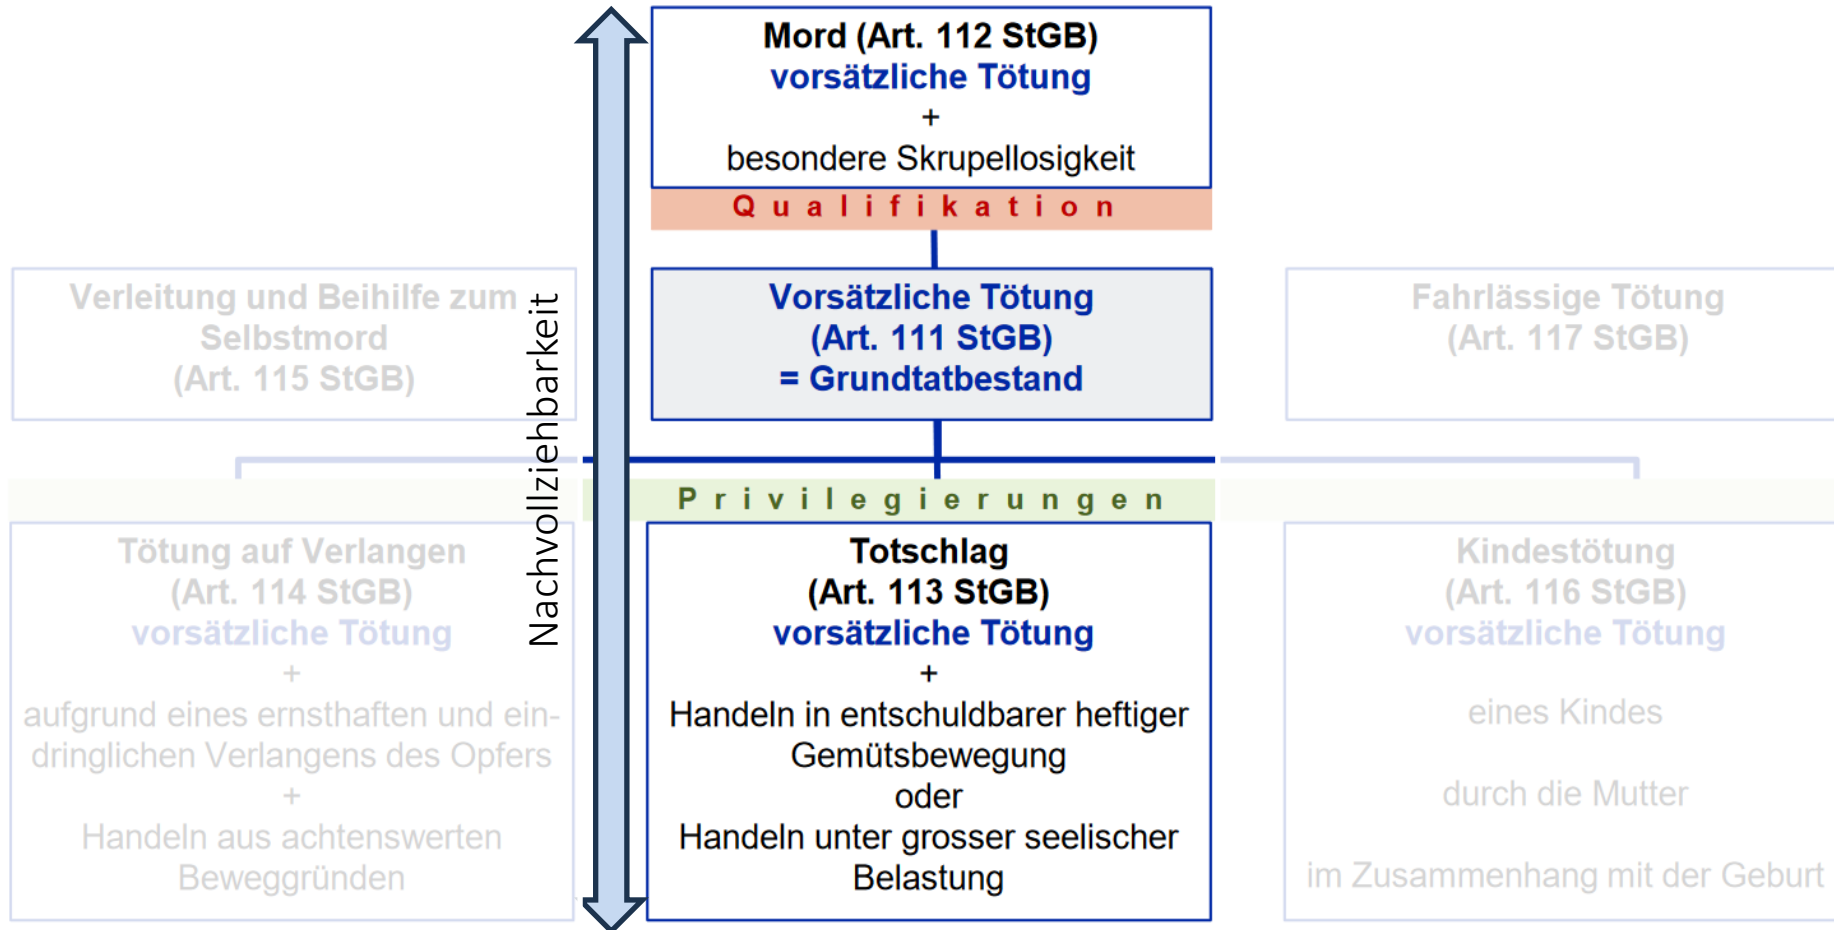 Mord (Art. 112 StGB)
vorsätzliche Tötung
+
besondere Skrupellosigkeit
Qualifikation
Verleitung und Beihilfe zum
Selbstmord
(Art. 115 StGB)
Nachvollziehbarkeit
Vorsätzliche Tötung
(Art. 111 StGB)
= Grundtatbestand
Fahrlässige Tötung
(Art. 117 StGB)
Privilegierungen
Tötung auf Verlangen
(Art. 114 StGB)
vorsätzliche Tötung
+
aufgrund eines ernsthaften und ein-
dringlichen Verlangens des Opfers
+
Handeln aus achtenswerten
Beweggründen
Totschlag
(Art. 113 StGB)
vorsätzliche Tötung
+
Handeln in entschuldbarer heftiger
Gemütsbewegung
oder
Handeln unter grosser seelischer
Belastung
Kindestötung
(Art. 116 StGB)
vorsätzliche Tötung
eines Kindes
durch die Mutter
im Zusammenhang mit der Geburt